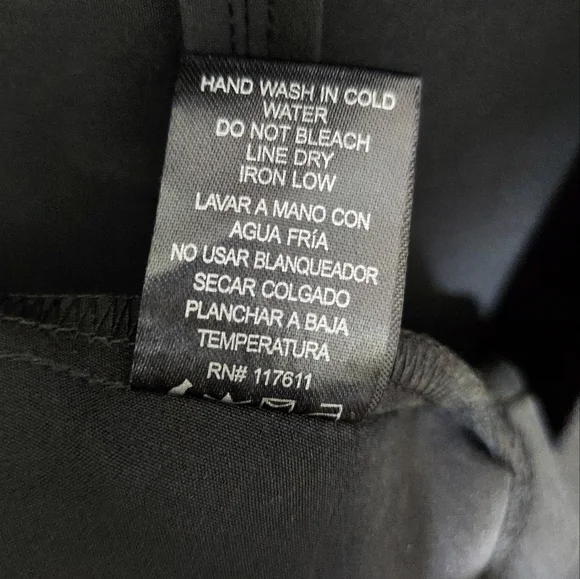 HAND WASH IN COLD
WATER
DO NOT BLEACH
LINE DRY
IRON LOW
LAVAR A MANO CON
AGUA FRÍA
NO USAR BLANQUEADOR
SECAR COLGADO
PLANCHAR A BAJA
TEMPERATURA
RN# 117611